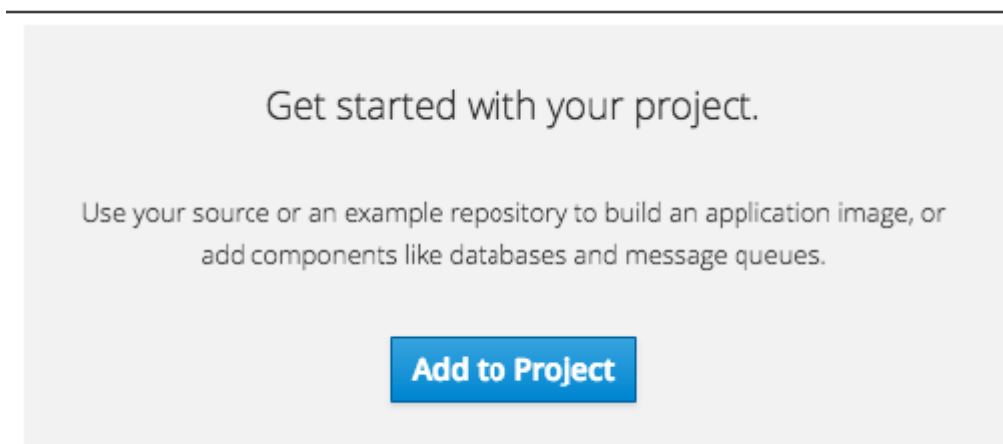 Get started with your project.
Use your source or an example repository to build an application image, or
add components like databases and message queues.
Add to Project